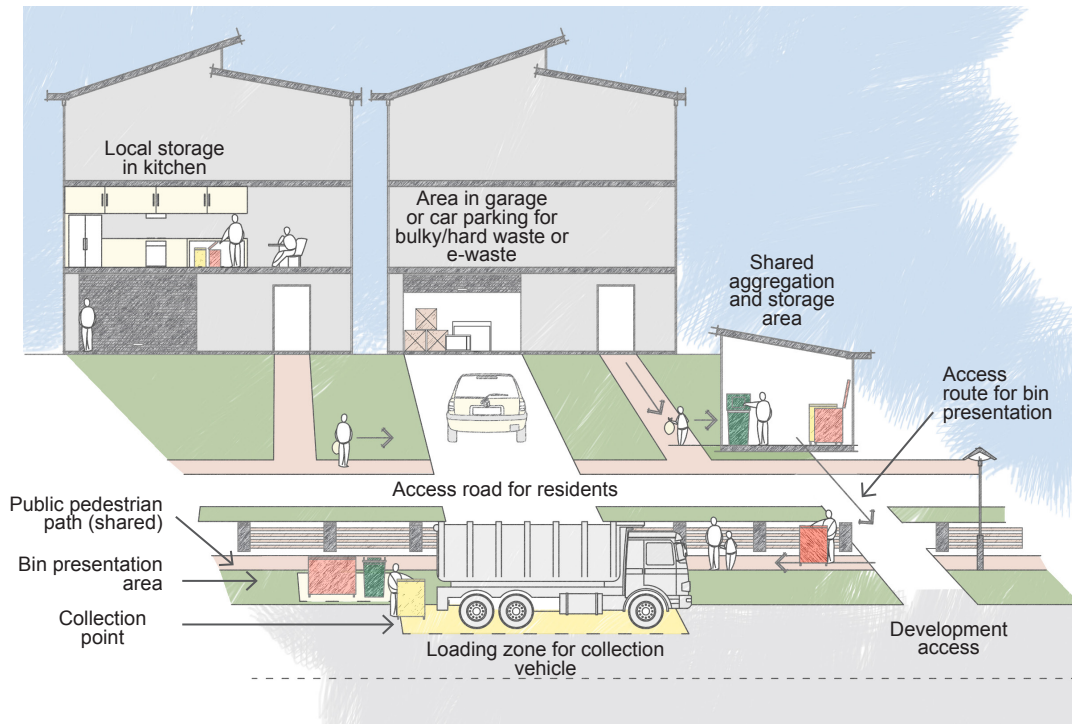 Local storage
in kitchen
Area in garage
or car parking for
bulky/hard waste or
e-waste
Shared
aggregation
and storage
area
Access
route for bin
presentation
Access road for residents
Public pedestrian
path (shared)
Bin presentation
area
Collection
point
Loading zone for collection
vehicle
Development
access